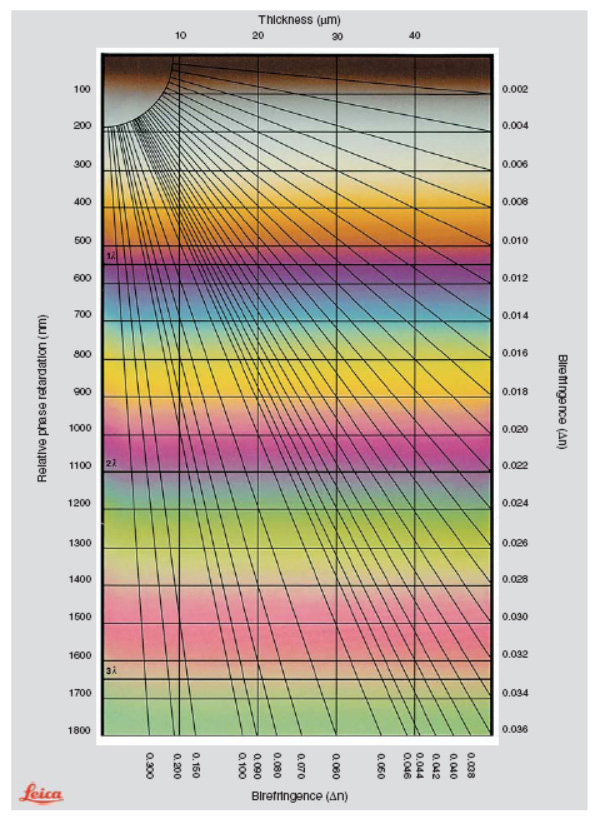 Thickness (μm)
10 20 30 40
100 0.002
200 0.004
300 0.006
400 0.008
500 0.010
1λ
600 0.012
700 0.014
800 0.016
900 0.018
1000 0.020
1100 0.022
2λ
1200 0.024
1300 0.026
1400 0.028
1500 0.030
1600 0.032
3λ
1700 0.034
1800 0.036
Relative phase retardation (nm)
Birefringence (Δn)
0.300 0.200 0.150 0.100 0.090 0.080 0.070 0.060 0.050 0.046 0.044 0.042 0.040 0.038
Birefringence (Δn)
Leica